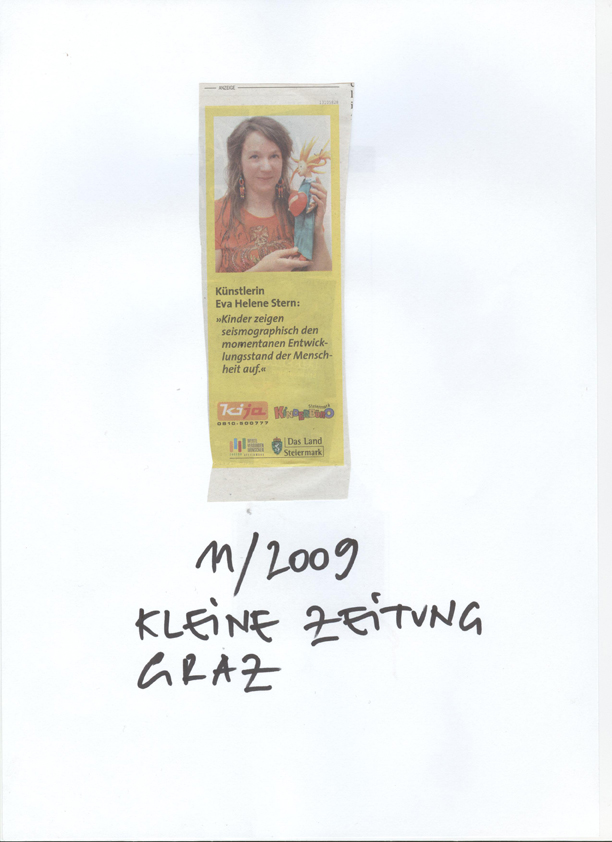 ANZEIGE
Künstlerin
Eva Helene Stern:
»Kinder zeigen
seismographisch den
momentanen Entwick-
lungsstand der Mensch-
heit auf.«
kija
0810-500777
Das Land
Steiermark
11/2009
KLEINE ZEITUNG
GRAZ